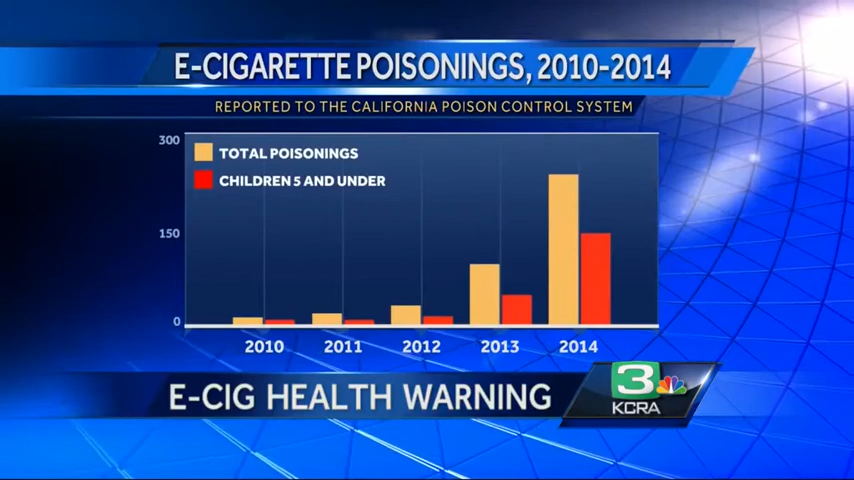 E-CIGARETTE POISONINGS, 2010-2014
REPORTED TO THE CALIFORNIA POISON CONTROL SYSTEM
300
TOTAL POISONINGS
CHILDREN 5 AND UNDER
150
0
2010 2011 2012 2013 2014
E-CIG HEALTH WARNING
3
KCRA